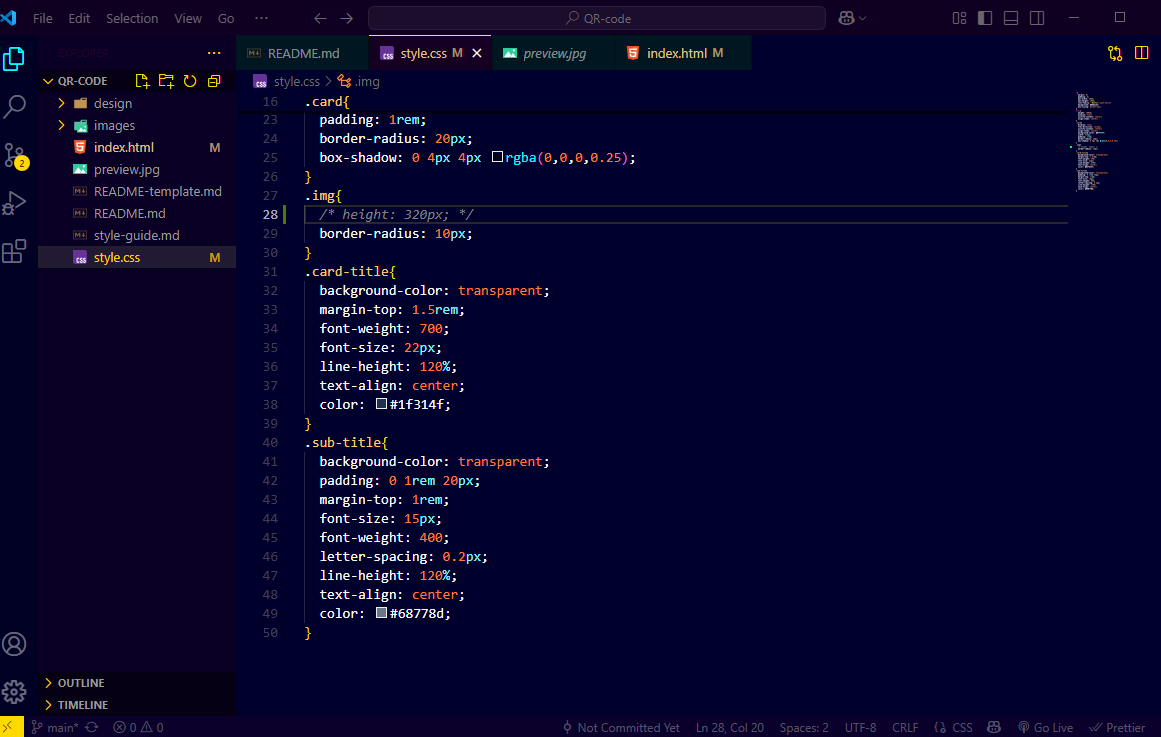 File Edit Selection View Go ··· QR-code
EXPLORER ···
QR-CODE
design
images
index.html M
preview.jpg
README-template.md
README.md
style-guide.md
style.css M
OUTLINE
TIMELINE
README.md style.css M preview.jpg index.html M
style.css > .img
16 .card{
23 padding: 1rem;
24 border-radius: 20px;
25 box-shadow: 0 4px 4px rgba(0,0,0,0.25);
26 }
27 .img{
28 /* height: 320px; */
29 border-radius: 10px;
30 }
31 .card-title{
32 background-color: transparent;
33 margin-top: 1.5rem;
34 font-weight: 700;
35 font-size: 22px;
36 line-height: 120%;
37 text-align: center;
38 color: #1f314f;
39 }
40 .sub-title{
41 background-color: transparent;
42 padding: 0 1rem 20px;
43 margin-top: 1rem;
44 font-size: 15px;
45 font-weight: 400;
46 letter-spacing: 0.2px;
47 line-height: 120%;
48 text-align: center;
49 color: #68778d;
50 }
2
main* 0 0 Not Committed Yet Ln 28, Col 20 Spaces: 2 UTF-8 CRLF {} CSS Go Live Prettier